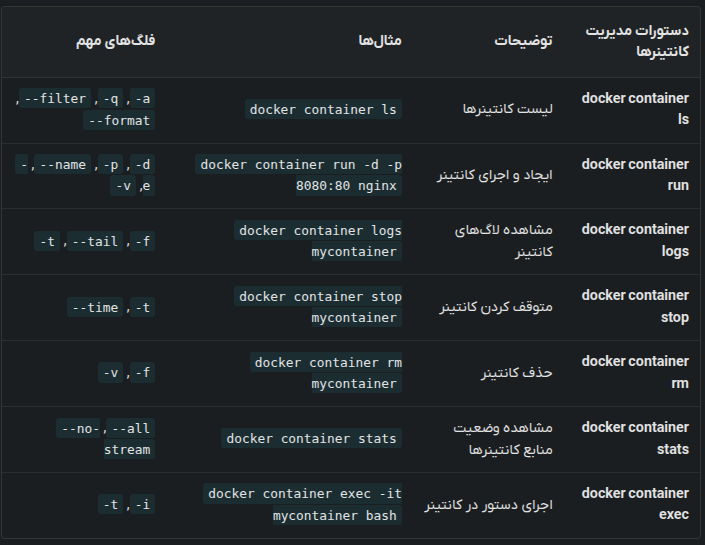 دستورات مدیریت
کانتینرها
توضیحات
مثال‌ها
فلگ‌های مهم
docker container
ls
لیست کانتینرها
docker container ls
-a, -q, --filter,
--format
docker container
run
ایجاد و اجرای کانتینر
docker container run -d -p
8080:80 nginx
-d, -p, --name, -
e, -v
docker container
logs
مشاهده لاگ‌های
کانتینر
docker container logs
mycontainer
-f, --tail, -t
docker container
stop
متوقف کردن کانتینر
docker container stop
mycontainer
-t, --time
docker container
rm
حذف کانتینر
docker container rm
mycontainer
-f, -v
docker container
stats
مشاهده وضعیت
منابع کانتینرها
docker container stats
--all, --no-
stream
docker container
exec
اجرای دستور در کانتینر
docker container exec -it
mycontainer bash
-i, -t